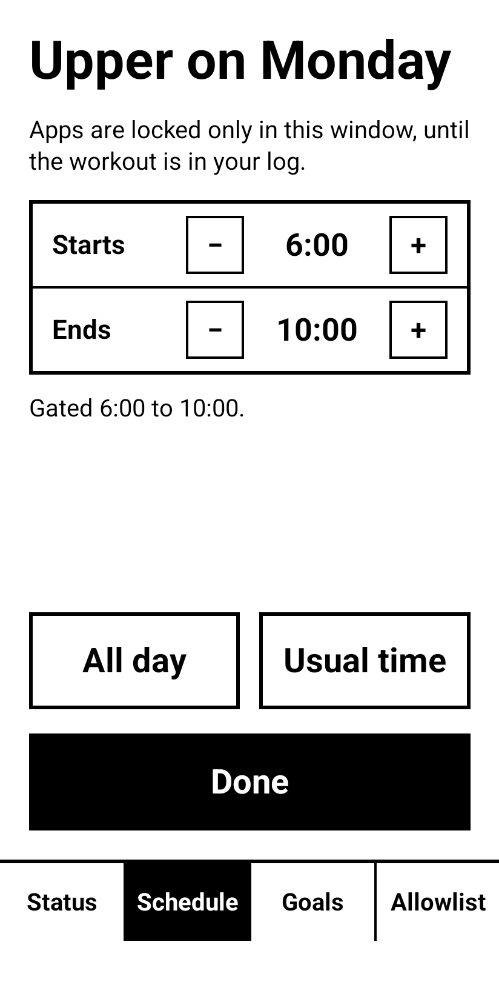 Upper on Monday
Apps are locked only in this window, until
the workout is in your log.
Starts − 6:00 +
Ends − 10:00 +
Gated 6:00 to 10:00.
All day Usual time
Done
Status Schedule Goals Allowlist